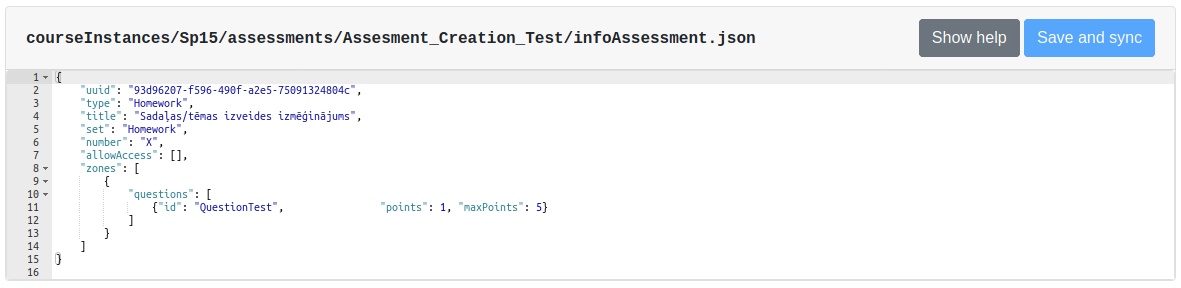 courseInstances/Sp15/assessments/Assesment_Creation_Test/infoAssessment.json
Show help
Save and sync
1 {
2 "uuid": "93d96207-f596-490f-a2e5-75091324804c",
3 "type": "Homework",
4 "title": "Sadaļas/tēmas izveides izmēģinājums",
5 "set": "Homework",
6 "number": "X",
7 "allowAccess": [],
8 "zones": [
9 {
10 "questions": [
11 {"id": "QuestionTest", "points": 1, "maxPoints": 5}
12 ]
13 }
14 ]
15 }
16